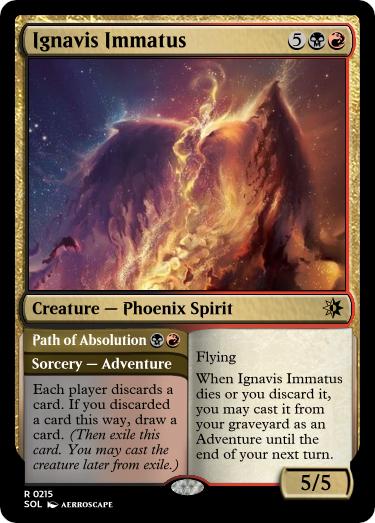 Ignavis Immatus 5
Creature — Phoenix Spirit
Path of Absolution
Sorcery — Adventure
Each player discards a
card. If you discarded
a card this way, draw a
card. (Then exile this
card. You may cast the
creature later from exile.)
Flying
When Ignavis Immatus
dies or you discard it,
you may cast it from
your graveyard as an
Adventure until the
end of your next turn.
5/5
R 0215
SOL AEROSCAPE